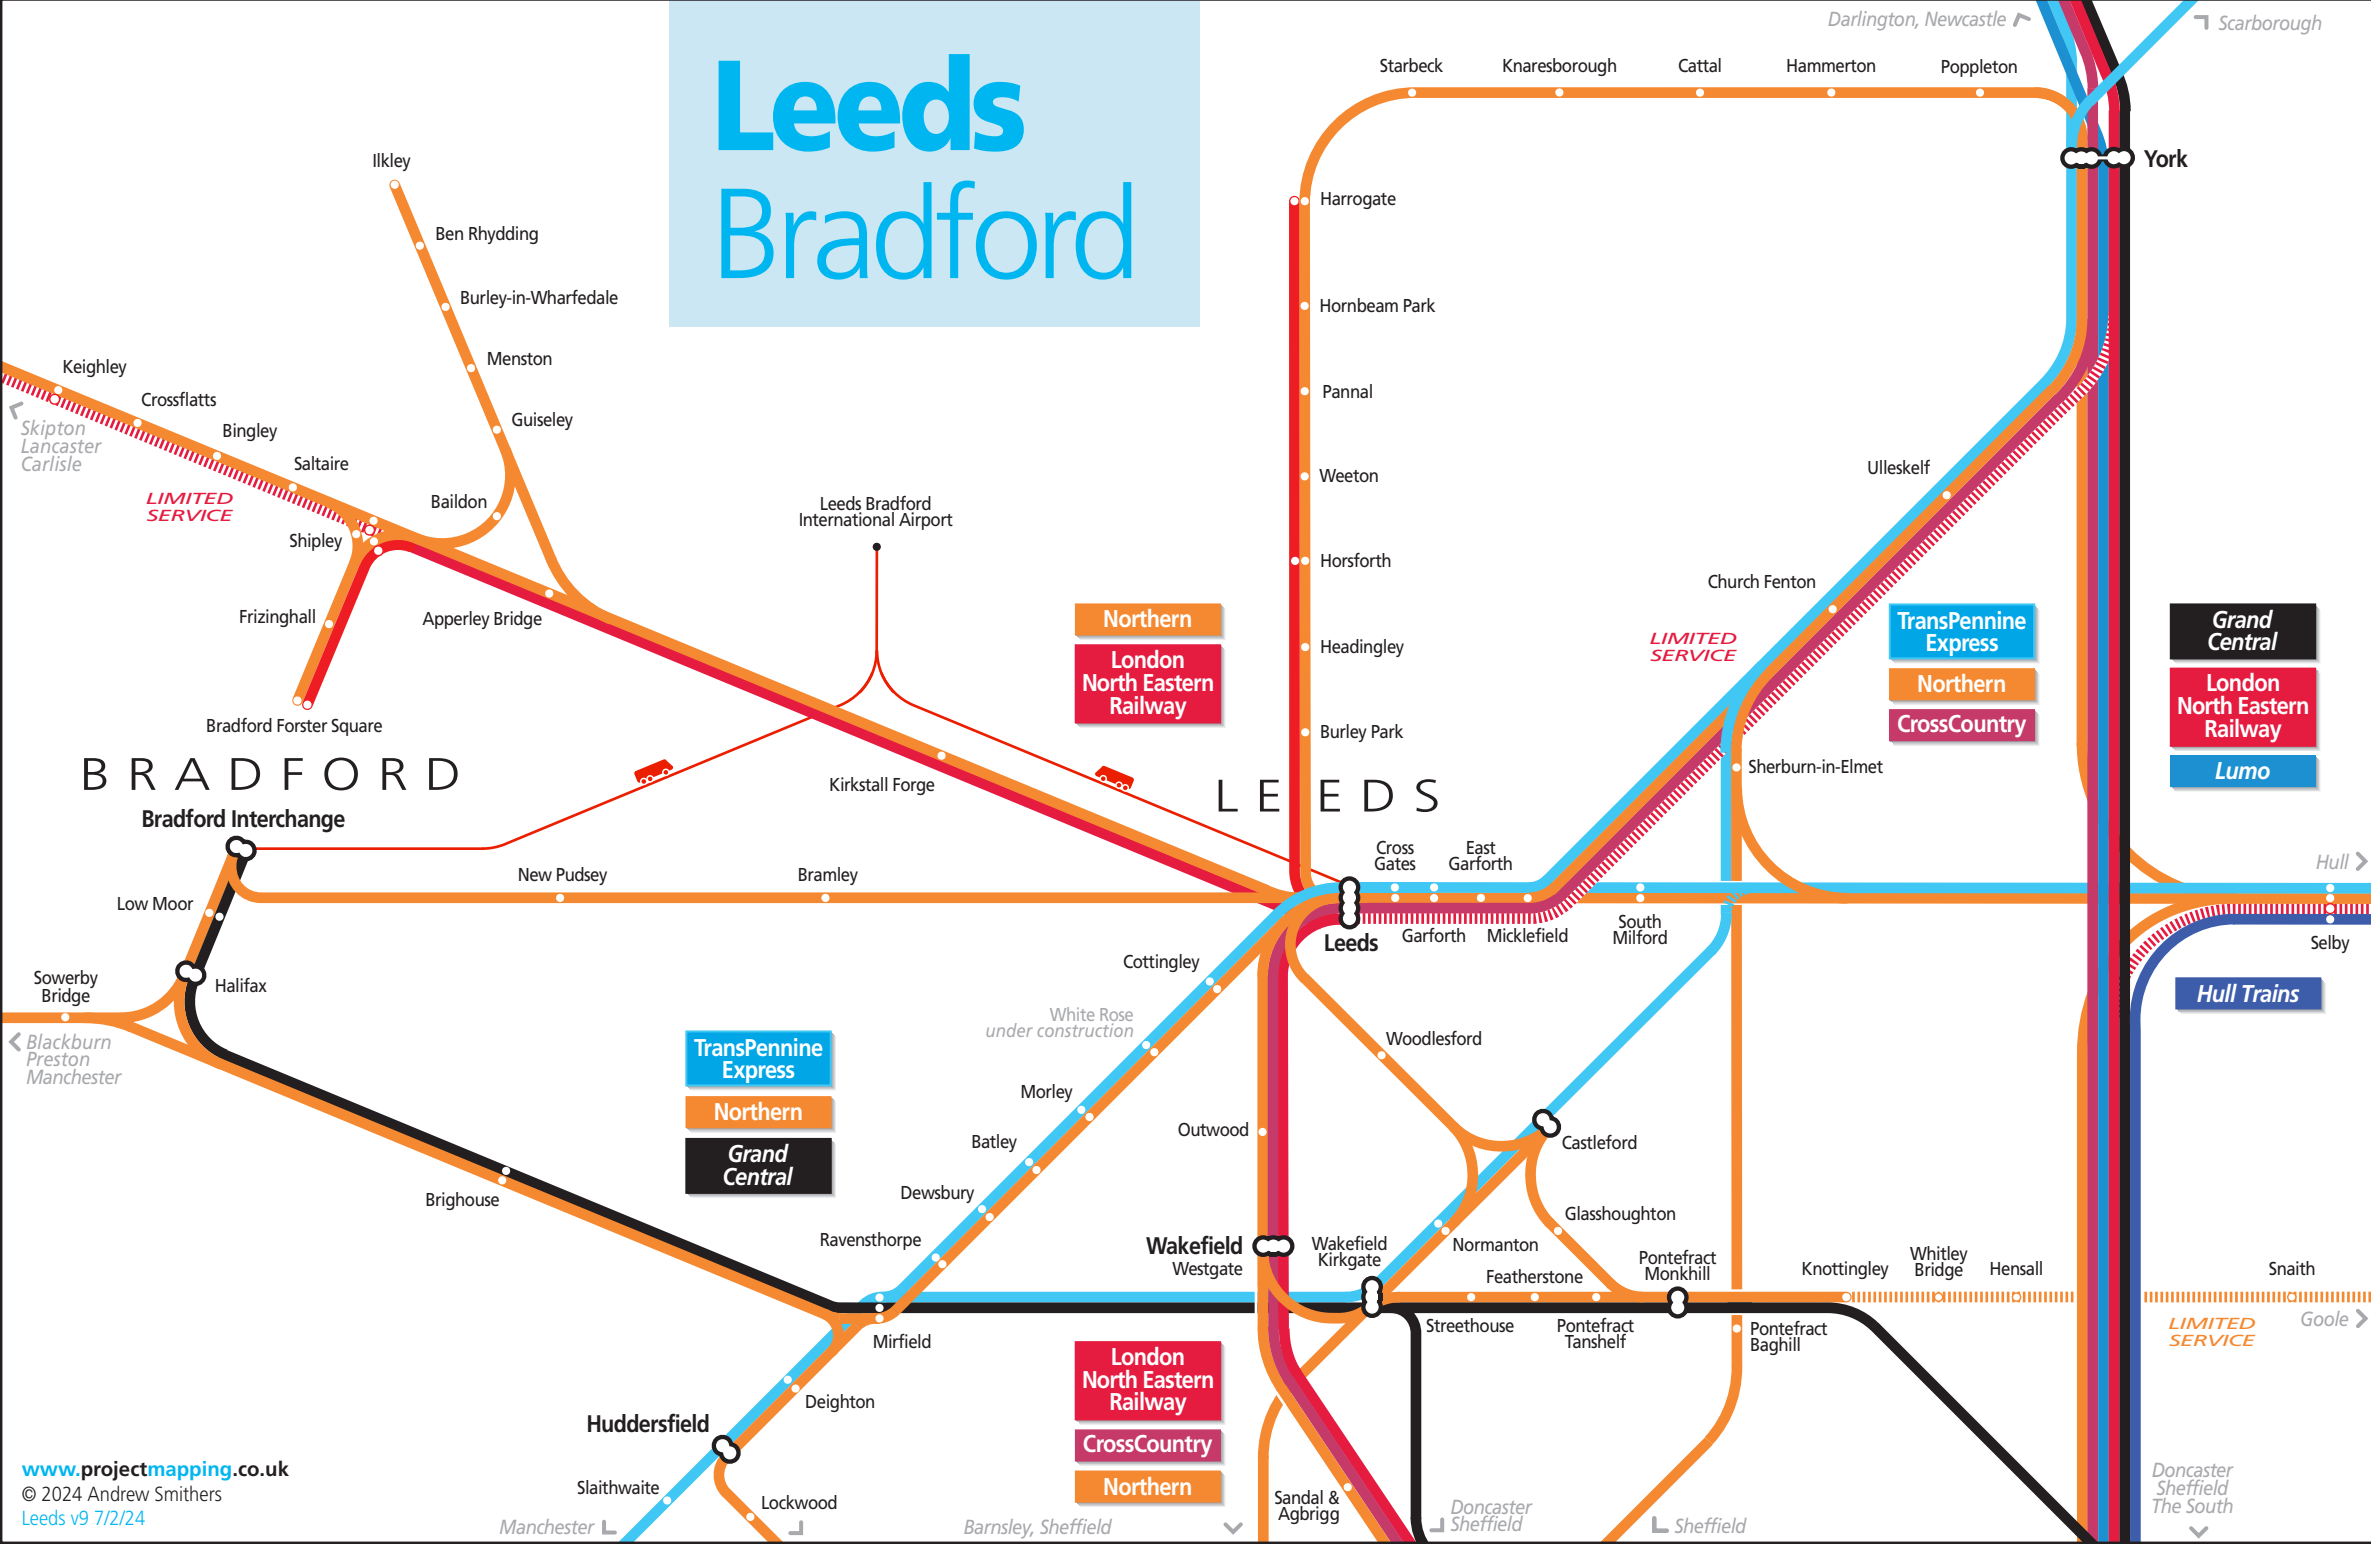 Leeds
Bradford
Darlington, Newcastle
Scarborough
Starbeck
Knaresborough
Cattal
Hammerton
Poppleton
York
Ilkley
Ben Rhydding
Burley-in-Wharfedale
Menston
Guiseley
Baildon
Keighley
Crossflatts
Bingley
Saltaire
Skipton
Lancaster
Carlisle
LIMITED
SERVICE
Shipley
Frizinghall
Apperley Bridge
Bradford Forster Square
Leeds Bradford
International Airport
Harrogate
Hornbeam Park
Pannal
Weeton
Horsforth
Headingley
Burley Park
Northern
London
North Eastern
Railway
Ulleskelf
Church Fenton
LIMITED
SERVICE
TransPennine
Express
Northern
CrossCountry
Grand
Central
London
North Eastern
Railway
Lumo
Sherburn-in-Elmet
BRADFORD
Bradford Interchange
Kirkstall Forge
LEEDS
New Pudsey
Bramley
Low Moor
Cross
Gates
East
Garforth
Leeds
Garforth
Micklefield
South
Milford
Hull
Selby
Hull Trains
Sowerby
Bridge
Halifax
Blackburn
Preston
Manchester
Cottingley
White Rose
under construction
Morley
Batley
Dewsbury
Ravensthorpe
TransPennine
Express
Northern
Grand
Central
Brighouse
Woodlesford
Outwood
Castleford
Glasshoughton
Normanton
Wakefield
Westgate
Wakefield
Kirkgate
Featherstone
Streethouse
Pontefract
Tanshelf
Pontefract
Monkhill
Pontefract
Baghill
Knottingley
Whitley
Bridge
Hensall
Snaith
LIMITED
SERVICE
Goole
Mirfield
Deighton
Huddersfield
Slaithwaite
Lockwood
Manchester
Barnsley, Sheffield
London
North Eastern
Railway
CrossCountry
Northern
Sandal &
Agbrigg
Doncaster
Sheffield
Sheffield
Doncaster
Sheffield
The South
www.projectmapping.co.uk
© 2024 Andrew Smithers
Leeds v9 7/2/24